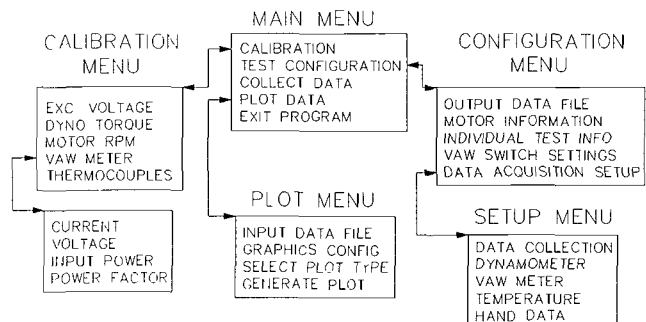 MAIN MENU
CALIBRATION
TEST CONFIGURATION
COLLECT DATA
PLOT DATA
EXIT PROGRAM
CALIBRATION
MENU
EXC VOLTAGE
DYNO TORQUE
MOTOR RPM
VAW METER
THERMOCOUPLES
CURRENT
VOLTAGE
INPUT POWER
POWER FACTOR
PLOT MENU
INPUT DATA FILE
GRAPHICS CONFIG
SELECT PLOT TYPE
GENERATE PLOT
CONFIGURATION
MENU
OUTPUT DATA FILE
MOTOR INFORMATION
INDIVIDUAL TEST INFO
VAW SWITCH SETTINGS
DATA ACQUISITION SETUP
SETUP MENU
DATA COLLECTION
DYNAMOMETER
VAW METER
TEMPERATURE
HAND DATA